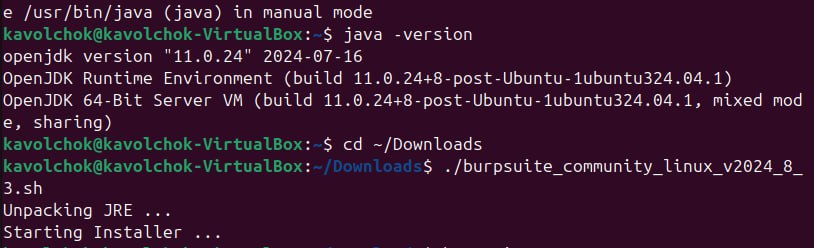 e /usr/bin/java (java) in manual mode
kavolchok@kavolchok-VirtualBox:~$ java -version
openjdk version "11.0.24" 2024-07-16
OpenJDK Runtime Environment (build 11.0.24+8-post-Ubuntu-1ubuntu324.04.1)
OpenJDK 64-Bit Server VM (build 11.0.24+8-post-Ubuntu-1ubuntu324.04.1, mixed mod
e, sharing)
kavolchok@kavolchok-VirtualBox:~$ cd ~/Downloads
kavolchok@kavolchok-VirtualBox:~/Downloads$ ./burpsuite_community_linux_v2024_8_
3.sh
Unpacking JRE ...
Starting Installer ...